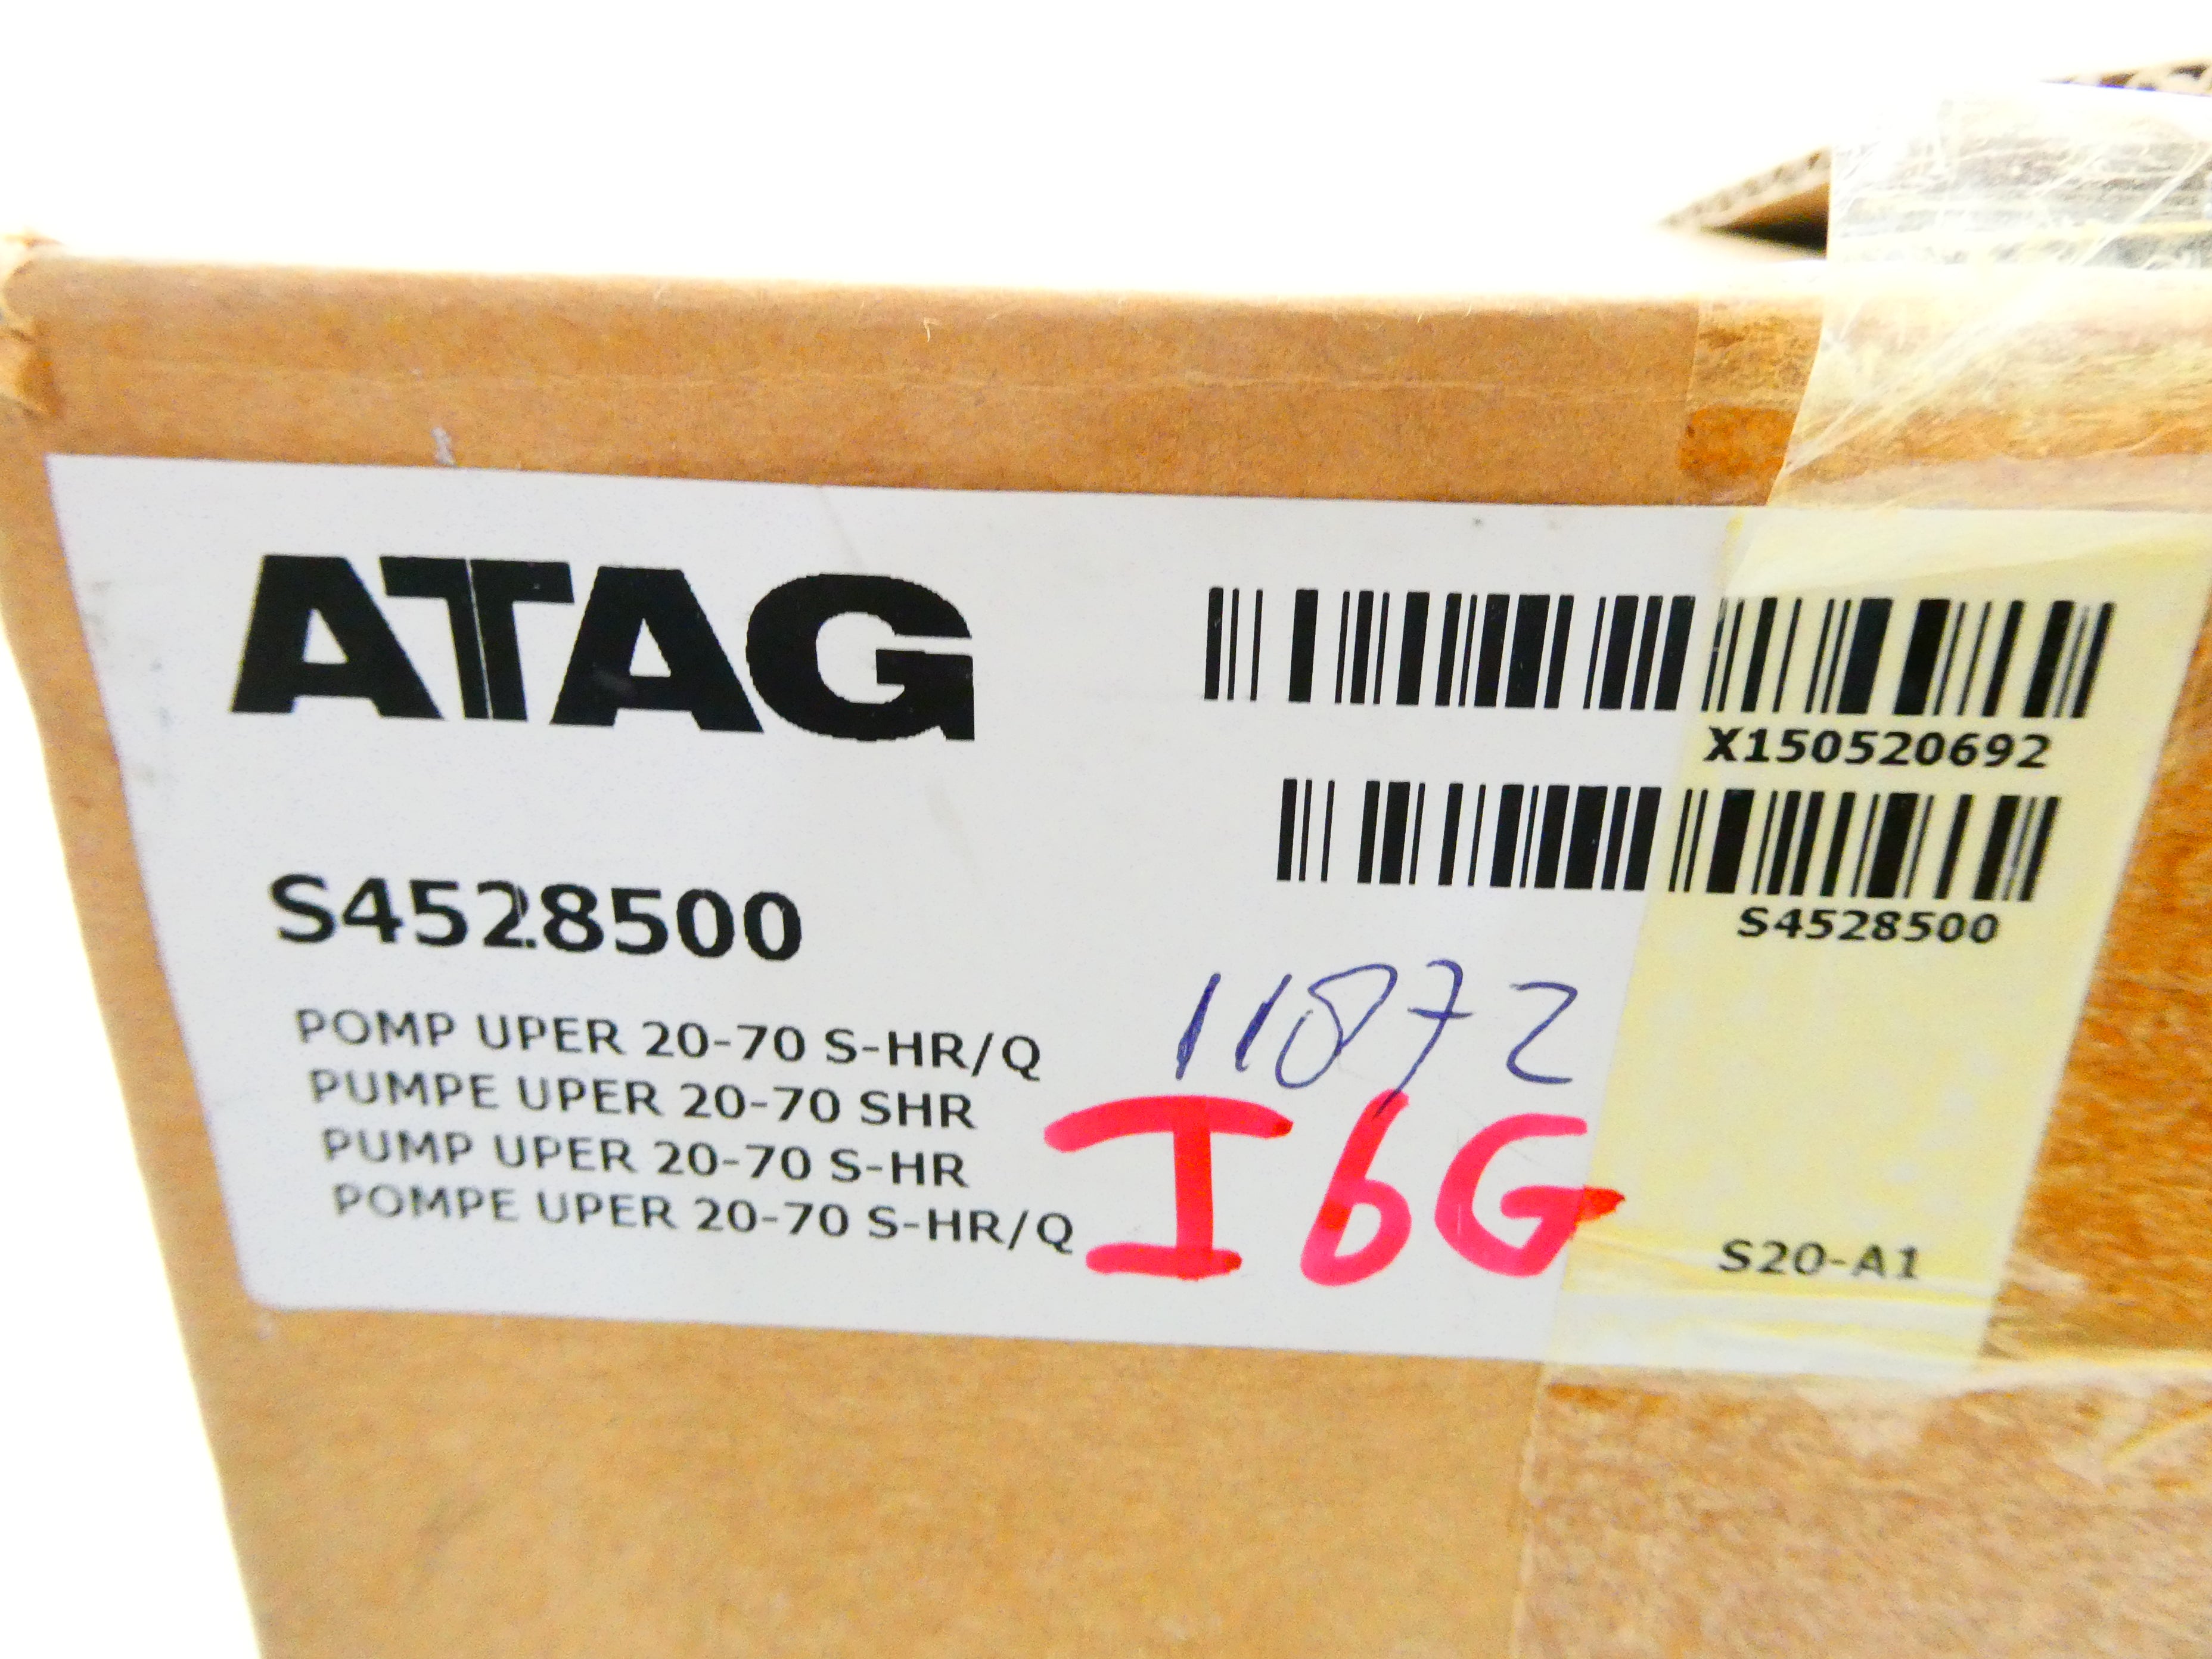 ATAG
X150520692
S4528500
S4528500
POMP UPER 20-70 S-HR/Q
PUMPE UPER 20-70 SHR
PUMP UPER 20-70 S-HR
POMPE UPER 20-70 S-HR/Q
11872
I6G
S20-A1